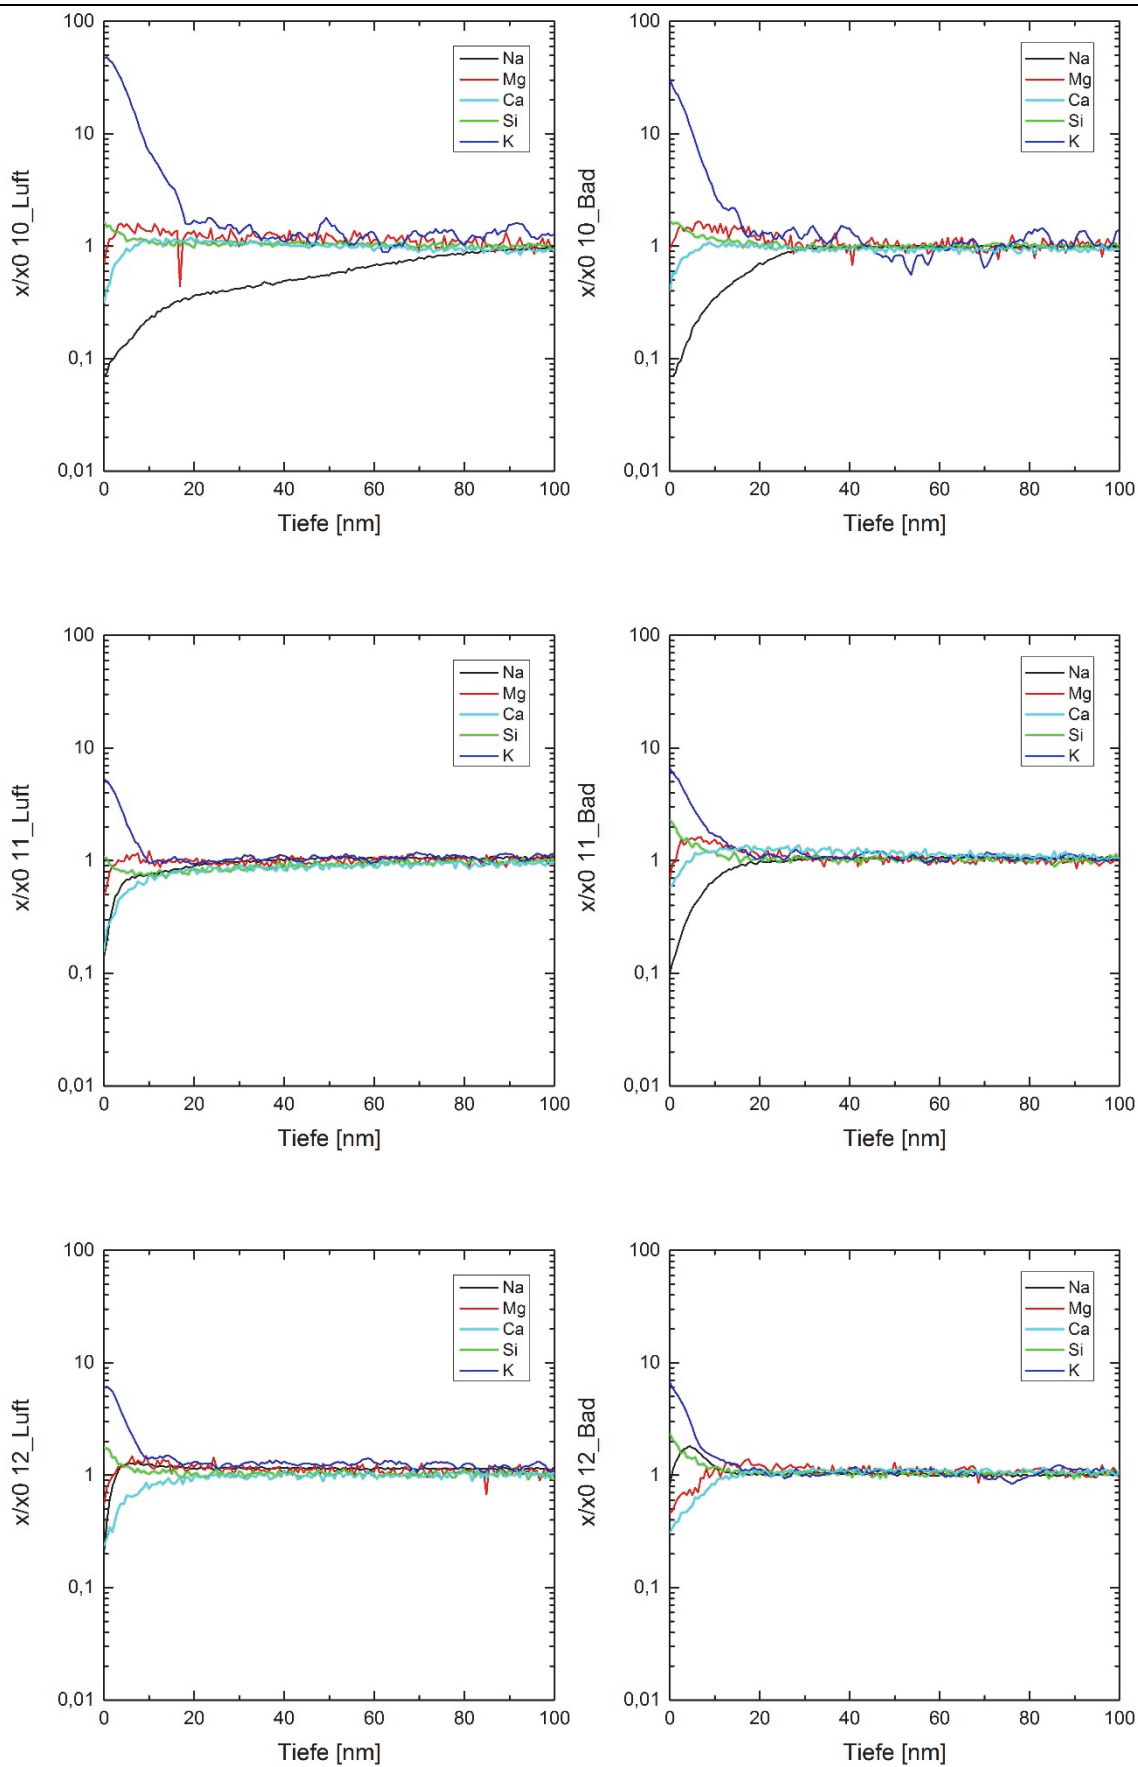 100
10
1
0,1
0,01
x/x0 10_Luft
Na
Mg
Ca
Si
K
0 20 40 60 80 100
Tiefe [nm]
100
10
1
0,1
0,01
x/x0 10_Bad
Na
Mg
Ca
Si
K
0 20 40 60 80 100
Tiefe [nm]
100
10
1
0,1
0,01
x/x0 11_Luft
Na
Mg
Ca
Si
K
0 20 40 60 80 100
Tiefe [nm]
100
10
1
0,1
0,01
x/x0 11_Bad
Na
Mg
Ca
Si
K
0 20 40 60 80 100
Tiefe [nm]
100
10
1
0,1
0,01
x/x0 12_Luft
Na
Mg
Ca
Si
K
0 20 40 60 80 100
Tiefe [nm]
100
10
1
0,1
0,01
x/x0 12_Bad
Na
Mg
Ca
Si
K
0 20 40 60 80 100
Tiefe [nm]